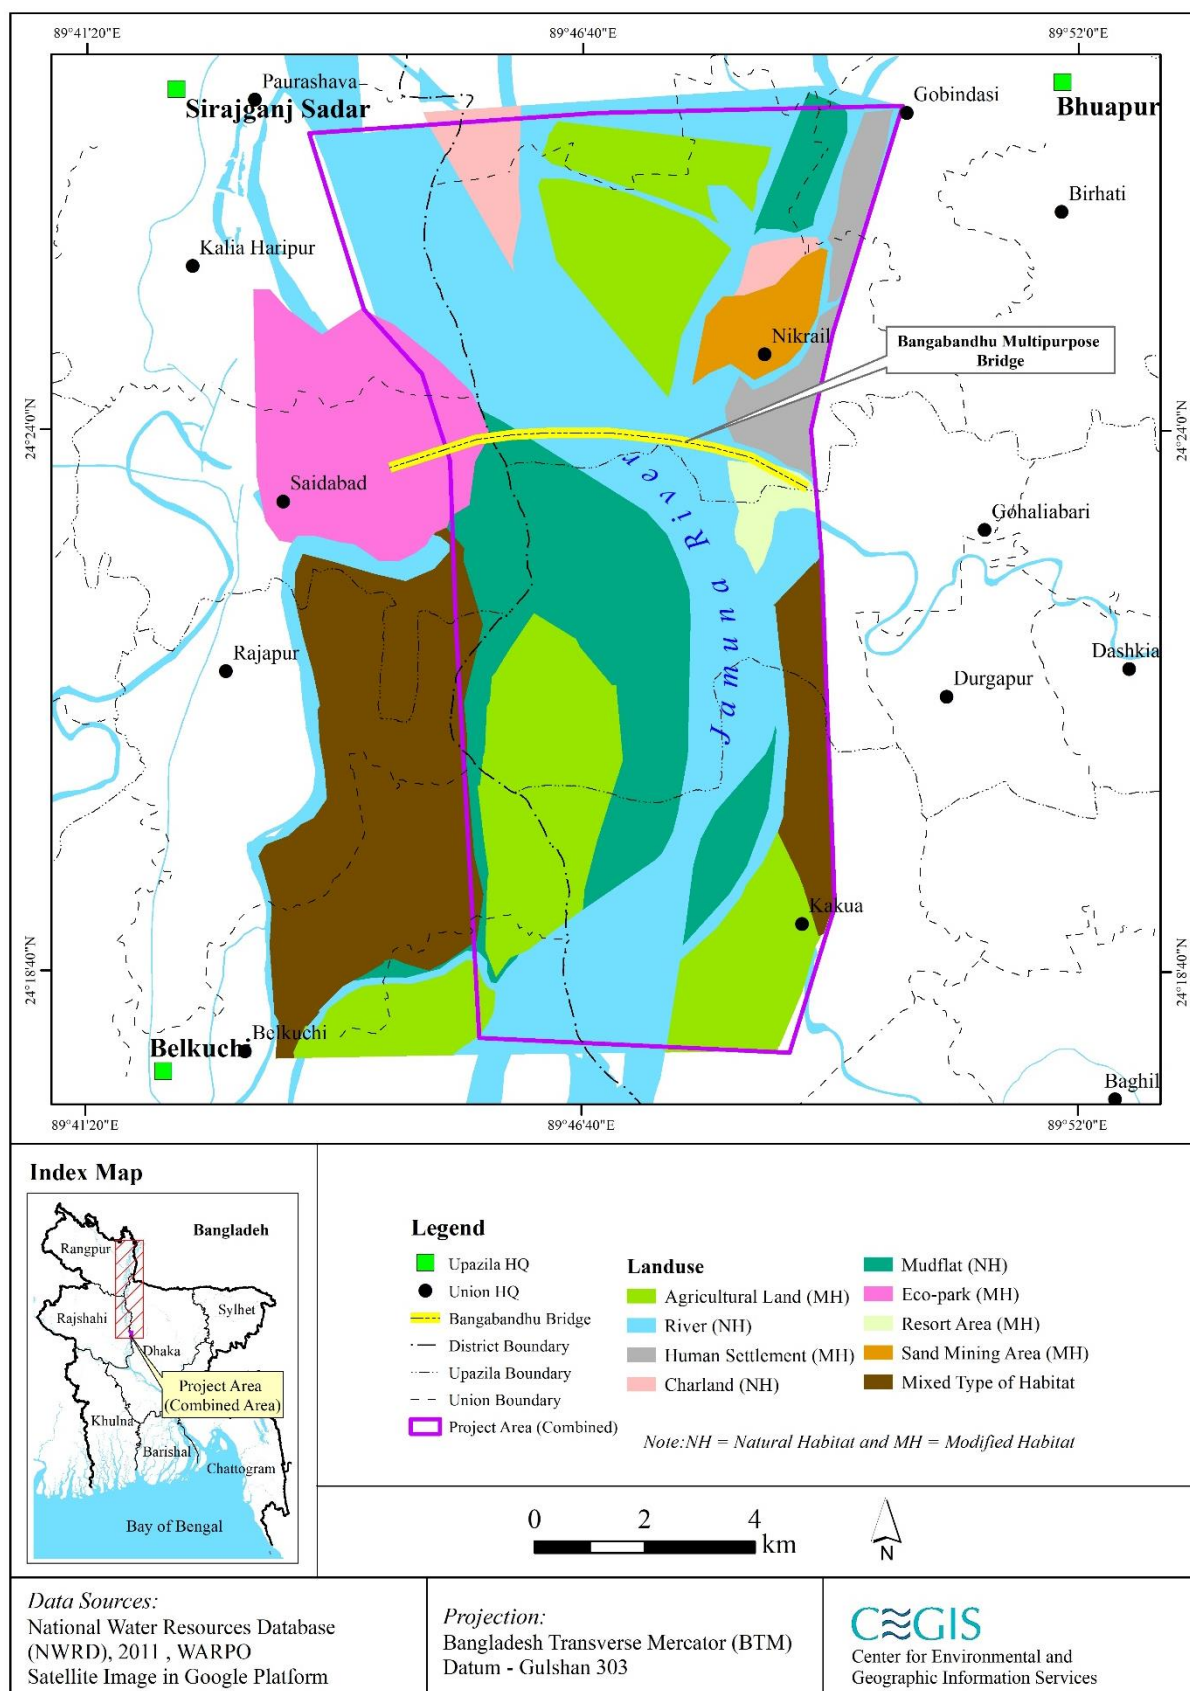 89°41'20"E
89°46'40"E
89°52'0"E
Paurashava
Sirajganj Sadar
Gobindasi
Bhuapur
Birhati
Kalia Haripur
Nikrail
Bangabandhu Multipurpose
Bridge
24°24'0"N
24°24'0"N
Saidabad
Jamuna River
Gohaliabari
Rajapur
Dashkia
Durgapur
Kakua
24°18'40"N
24°18'40"N
Belkuchi
Belkuchi
Baghil
89°41'20"E
89°46'40"E
89°52'0"E
Index Map
Bangladeh
Rangpur
Rajshahi
Sylhet
Dhaka
Project Area
(Combined Area)
Khulna
Barishal
Chattogram
Bay of Bengal
Legend
Upazila HQ
Union HQ
Bangabandhu Bridge
District Boundary
Upazila Boundary
Union Boundary
Project Area (Combined)
Landuse
Agricultural Land (MH)
River (NH)
Human Settlement (MH)
Charland (NH)
Mudflat (NH)
Eco-park (MH)
Resort Area (MH)
Sand Mining Area (MH)
Mixed Type of Habitat
Note:NH = Natural Habitat and MH = Modified Habitat
0 2 4
km
N
Data Sources:
National Water Resources Database
(NWRD), 2011 , WARPO
Satellite Image in Google Platform
Projection:
Bangladesh Transverse Mercator (BTM)
Datum - Gulshan 303
CEGIS
Center for Environmental and
Geographic Information Services